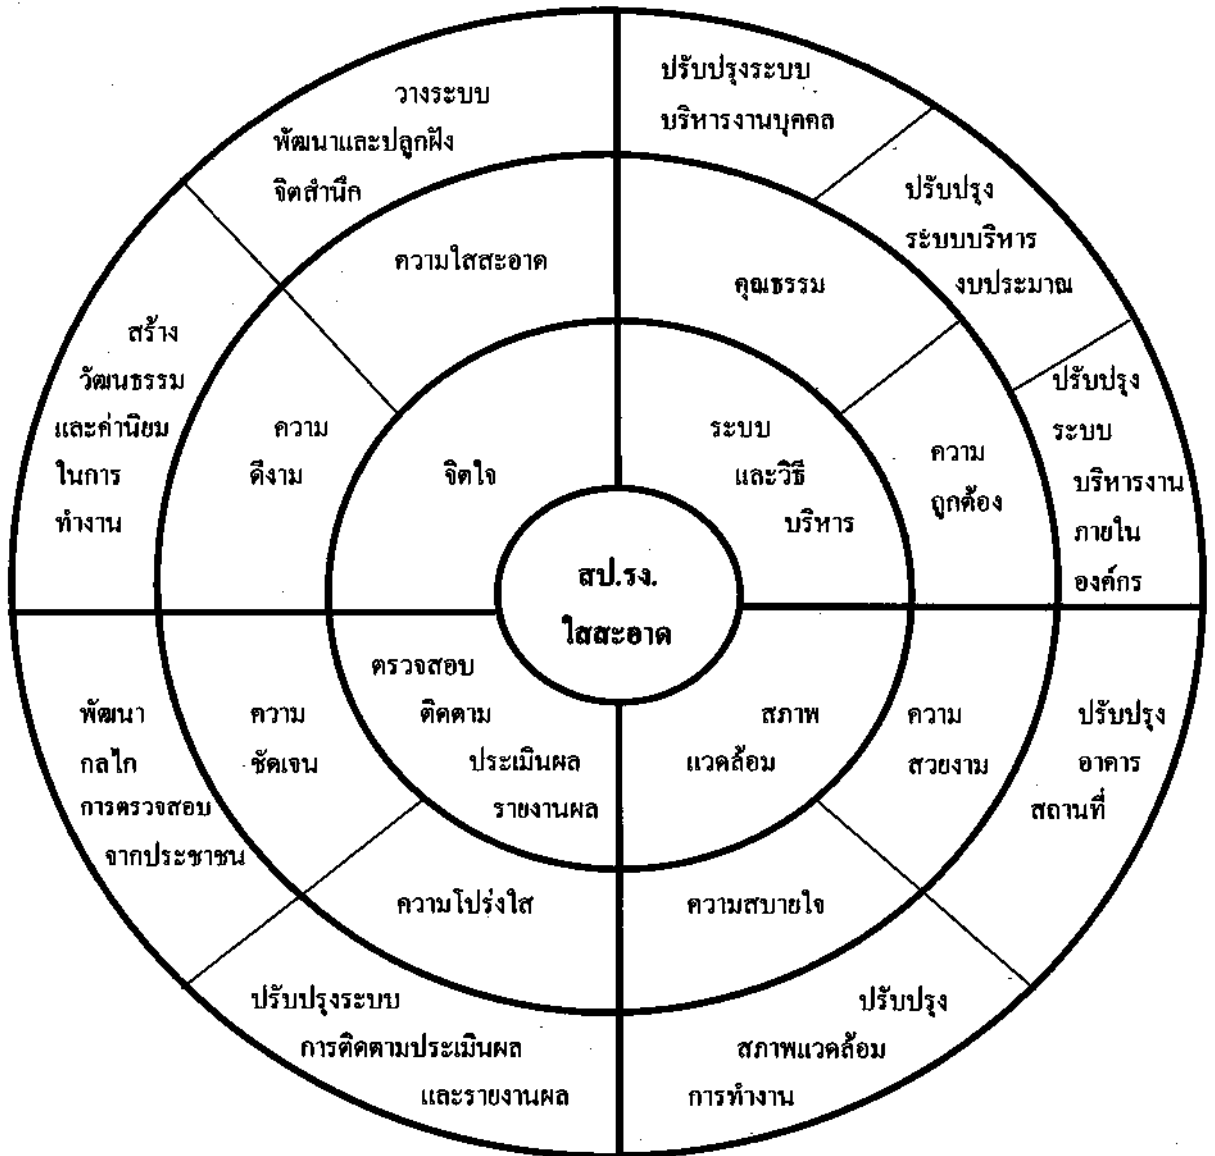 วางระบบ
พัฒนาและปลูกฝัง
จิตสำนึก
ปรับปรุงระบบ
บริหารงานบุคคล
ปรับปรุง
ระบบบริหาร
งบประมาณ
ความใสสะอาด
คุณธรรม
สร้าง
วัฒนธรรม
และค่านิยม
ในการ
ทำงาน
ความ
ดีงาม
จิตใจ
ระบบ
และวิธี
บริหาร
ความ
ถูกต้อง
ปรับปรุง
ระบบ
บริหารงาน
ภายใน
องค์กร
สป.รง.
ใสสะอาด
พัฒนา
กลไก
การตรวจสอบ
จากประชาชน
ความ
ชัดเจน
ตรวจสอบ
ติดตาม
ประเมินผล
รายงานผล
สภาพ
แวดล้อม
ความ
สวยงาม
ปรับปรุง
อาคาร
สถานที่
ความโปร่งใส
ความสบายใจ
ปรับปรุงระบบ
การติดตามประเมินผล
และรายงานผล
ปรับปรุง
สภาพแวดล้อม
การทำงาน